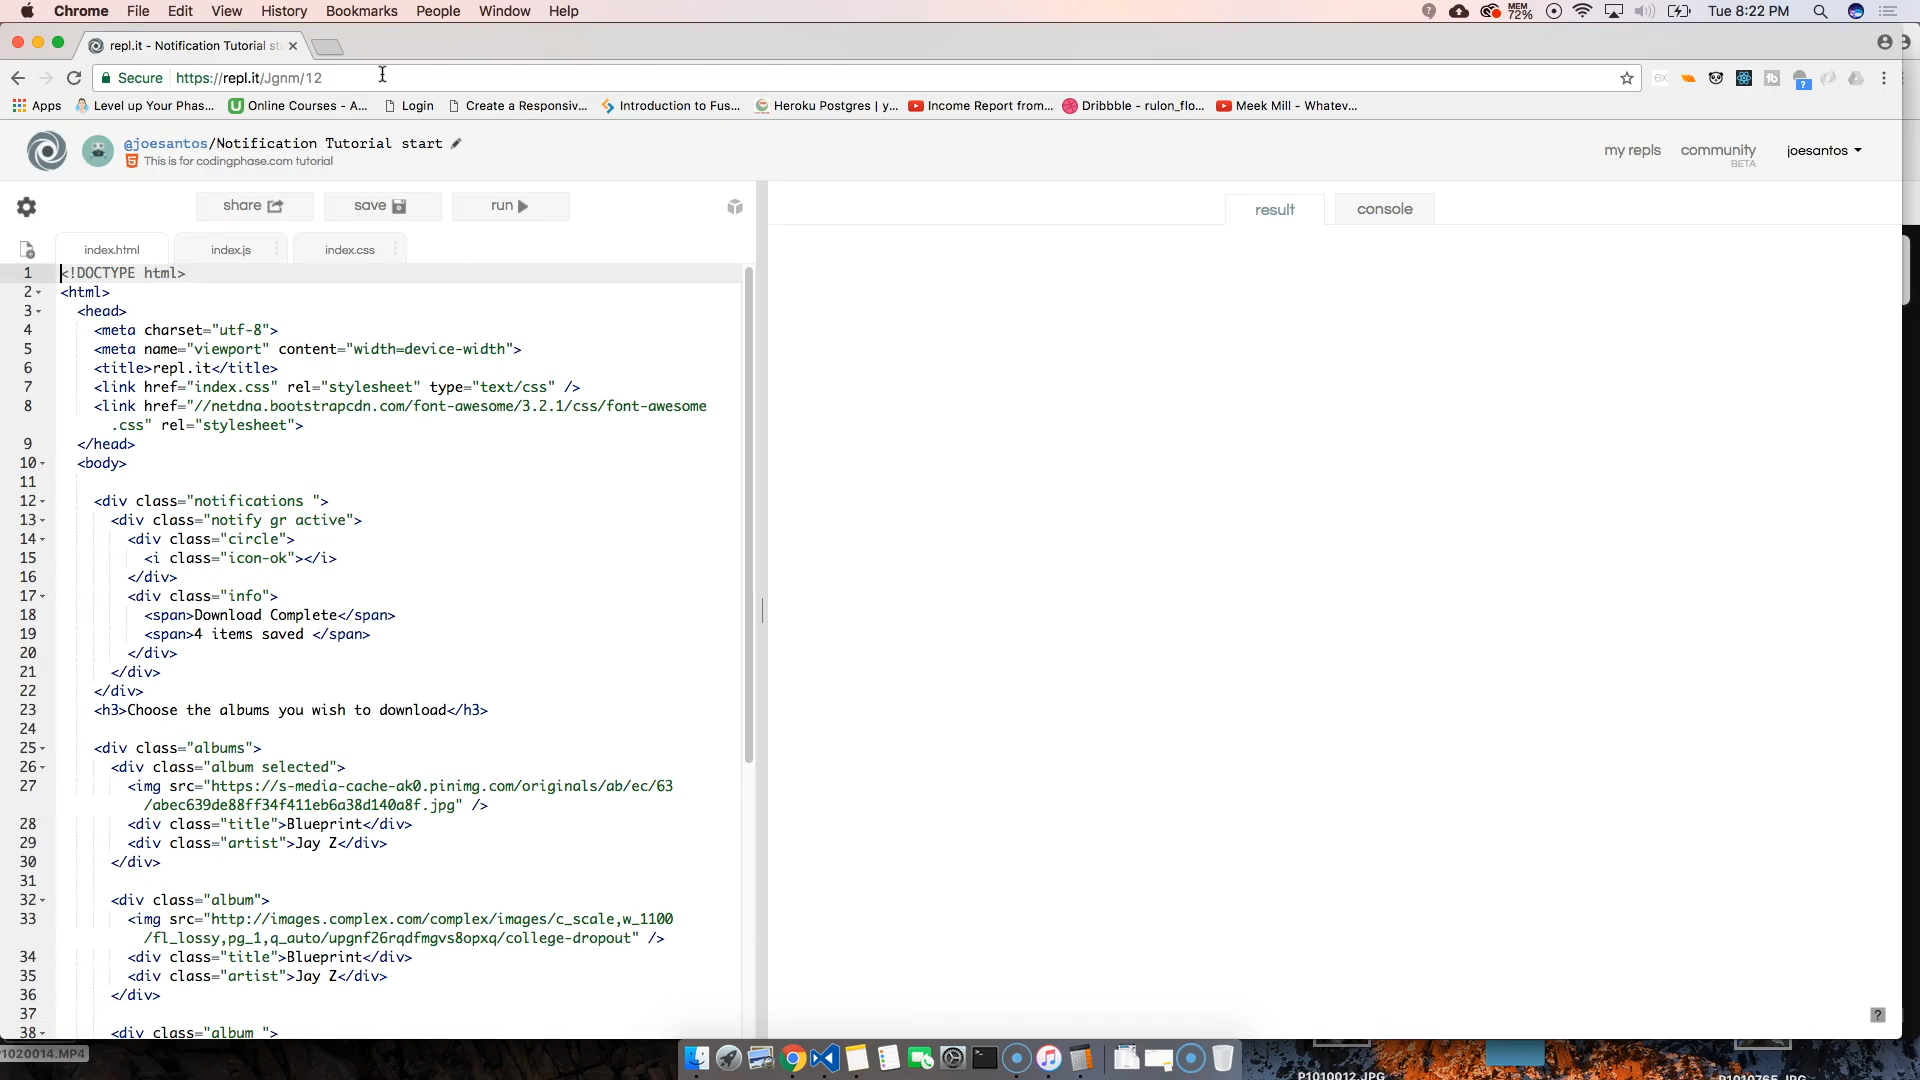 Chrome File Edit View History Bookmarks People Window Help MEM 72% Tue 8:22 PM
repl.it - Notification Tutorial st
Secure https://repl.it/Jgnm/12
Apps Level up Your Phas... Online Courses - A... Login Create a Responsiv... Introduction to Fus... Heroku Postgres | y... Income Report from... Dribbble - rulon_flo... Meek Mill - Whatev...
@joesantos/Notification Tutorial start
This is for codingphase.com tutorial
my repls community BETA joesantos
share save run result console
index.html index.js index.css
1 <!DOCTYPE html>
2 <html>
3 <head>
4 <meta charset="utf-8">
5 <meta name="viewport" content="width=device-width">
6 <title>repl.it</title>
7 <link href="index.css" rel="stylesheet" type="text/css" />
8 <link href="//netdna.bootstrapcdn.com/font-awesome/3.2.1/css/font-awesome
.css" rel="stylesheet">
9 </head>
10 <body>
11
12 <div class="notifications ">
13 <div class="notify gr active">
14 <div class="circle">
15 <i class="icon-ok"></i>
16 </div>
17 <div class="info">
18 <span>Download Complete</span>
19 <span>4 items saved </span>
20 </div>
21 </div>
22 </div>
23 <h3>Choose the albums you wish to download</h3>
24
25 <div class="albums">
26 <div class="album selected">
27 <img src="https://s-media-cache-ak0.pinimg.com/originals/ab/ec/63
/abec639de88ff34f411eb6a38d140a8f.jpg" />
28 <div class="title">Blueprint</div>
29 <div class="artist">Jay Z</div>
30 </div>
31
32 <div class="album">
33 <img src="http://images.complex.com/complex/images/c_scale,w_1100
/fl_lossy,pg_1,q_auto/upgnf26rqdfmgvs8opxq/college-dropout" />
34 <div class="title">Blueprint</div>
35 <div class="artist">Jay Z</div>
36 </div>
37
38 <div class="album ">
?
1020014.MP4
P1010012.JPG
P1010765.JPG